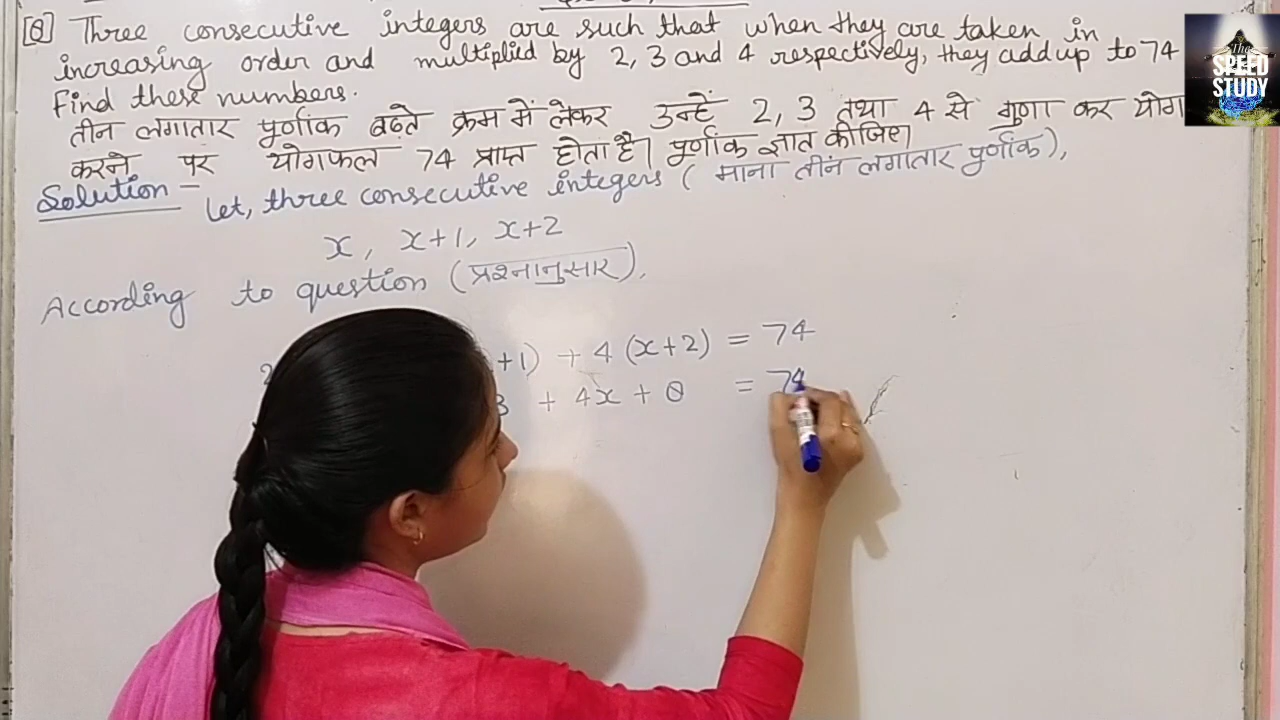 [Q] Three consecutive integers are such that when they are taken in
increasing order and multiplied by 2, 3 and 4 respectively, they add up to 74
Find these numbers.
तीन लगातार पूर्णांक बढ़ते क्रम में लेकर उन्हें 2, 3 तथा 4 से गुणा कर योग
करने पर योगफल 74 प्राप्त होता है। पूर्णांक ज्ञात कीजिए।
Solution - Let, three consecutive integers (माना तीन लगातार पूर्णांक),
x, x+1, x+2
According to question (प्रश्नानुसार),
2 +1) + 4 (x+2) = 74
3 + 4x + 8 = 74
The
SPEED
STUDY